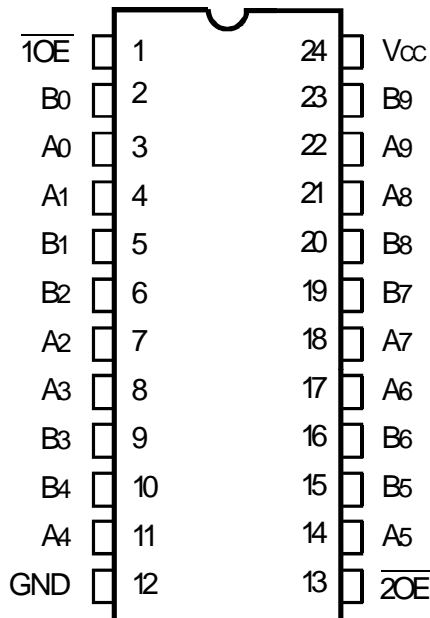 1OE 1 24 Vcc
B0 2 23 B9
A0 3 22 A9
A1 4 21 A8
B1 5 20 B8
B2 6 19 B7
A2 7 18 A7
A3 8 17 A6
B3 9 16 B6
B4 10 15 B5
A4 11 14 A5
GND 12 13 2OE